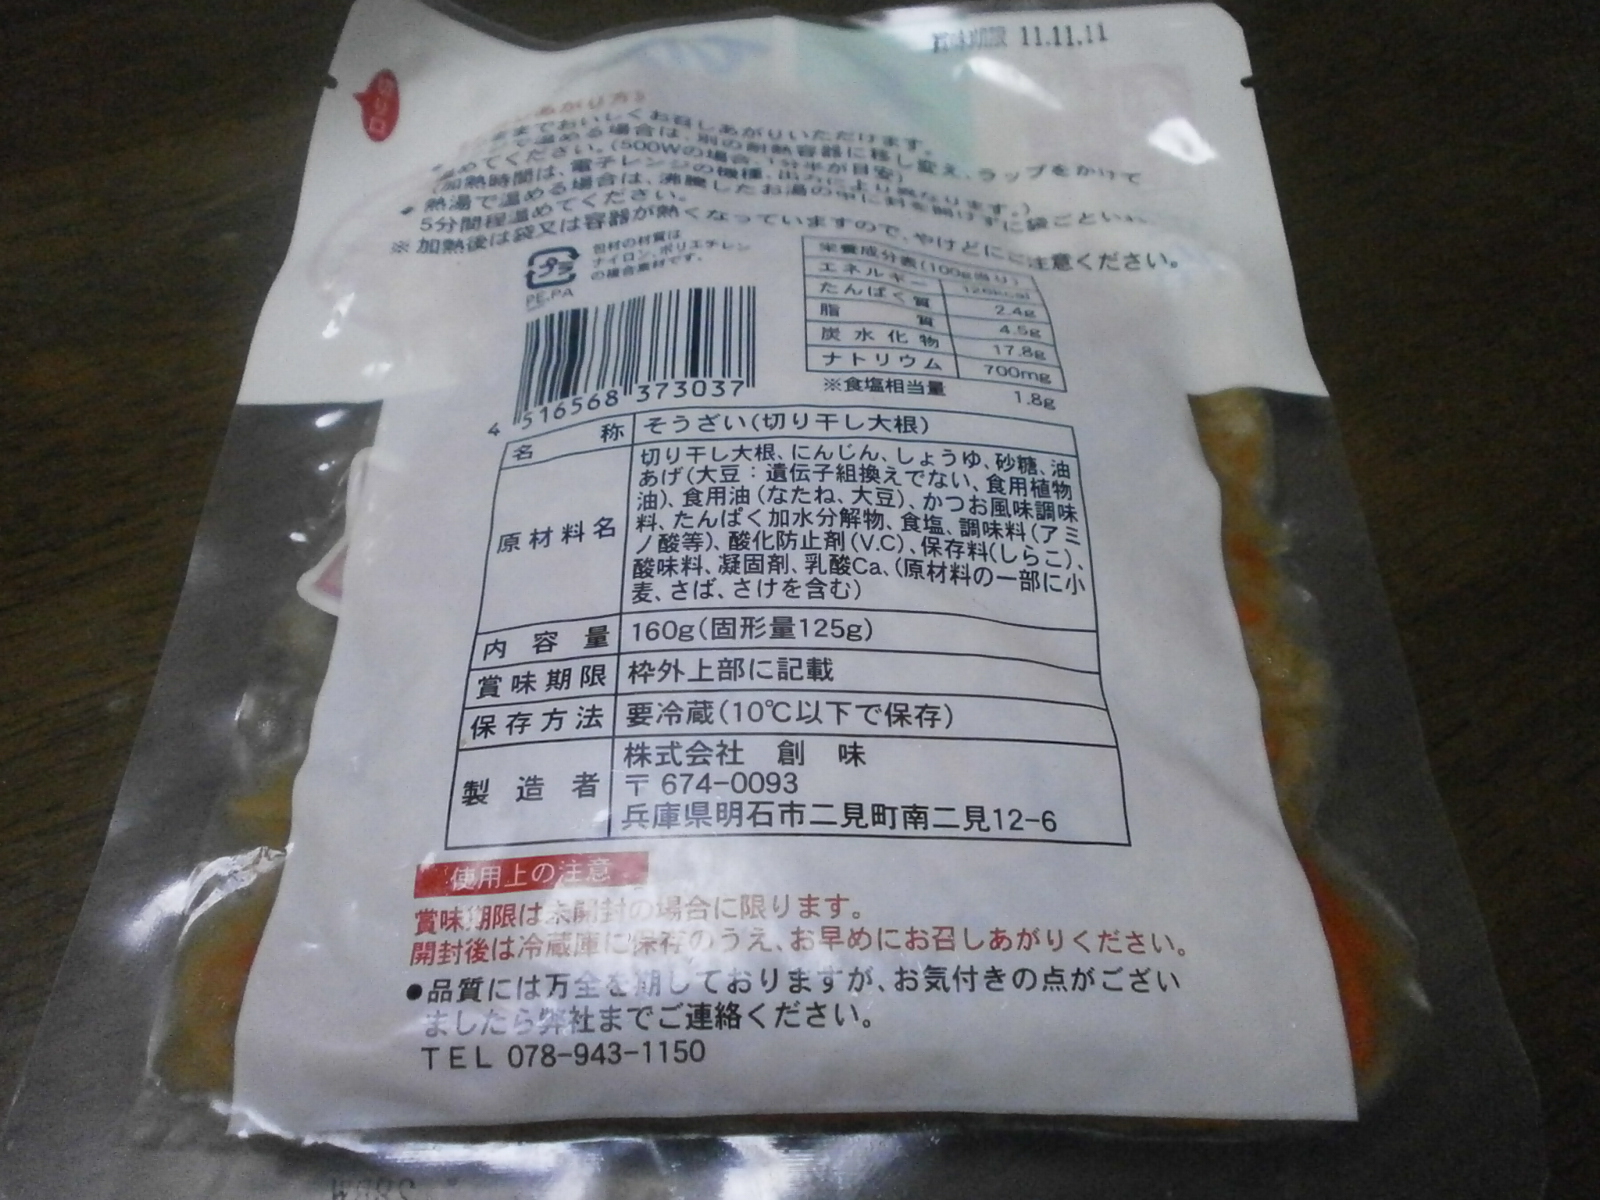 賞味期限 11.11.11
切り口
あがり方》
ままでおいしくお召しあがりいただけます。
で温める場合は、別の耐熱容器に移し変え、ラップをかけて
温めてください。(500Wの場合、1分半が目安)
(加熱時間は、電子レンジの機種、出力により異なります。)
熱湯で温める場合は、沸騰したお湯の中に封を開けずに袋ごといれ
5分間程温めてください。
※加熱後は袋又は容器が熱くなっていますので、やけどにご注意ください。
プラ
PE,PA
包材の材質は
ナイロン、ポリエチレン
の複合素材です。
栄養成分表(100g当り)
エネルギー 126kcal
たんぱく質 2.4g
脂質 4.5g
炭水化物 17.8g
ナトリウム 700mg
※食塩相当量 1.8g
4 516568 373037
名称 そうざい(切り干し大根)
原材料名 切り干し大根、にんじん、しょうゆ、砂糖、油
あげ(大豆:遺伝子組換えでない、食用植物
油)、食用油(なたね、大豆)、かつお風味調味
料、たんぱく加水分解物、食塩、調味料(アミ
ノ酸等)、酸化防止剤(V.C)、保存料(しらこ)、
酸味料、凝固剤、乳酸Ca、(原材料の一部に小
麦、さば、さけを含む)
内容量 160g(固形量125g)
賞味期限 枠外上部に記載
保存方法 要冷蔵(10℃以下で保存)
製造者 株式会社 創味
〒674-0093
兵庫県明石市二見町南二見12-6
使用上の注意
賞味期限は未開封の場合に限ります。
開封後は冷蔵庫に保存のうえ、お早めにお召しあがりください。
●品質には万全を期しておりますが、お気付きの点がござい
ましたら弊社までご連絡ください。
TEL 078-943-1150